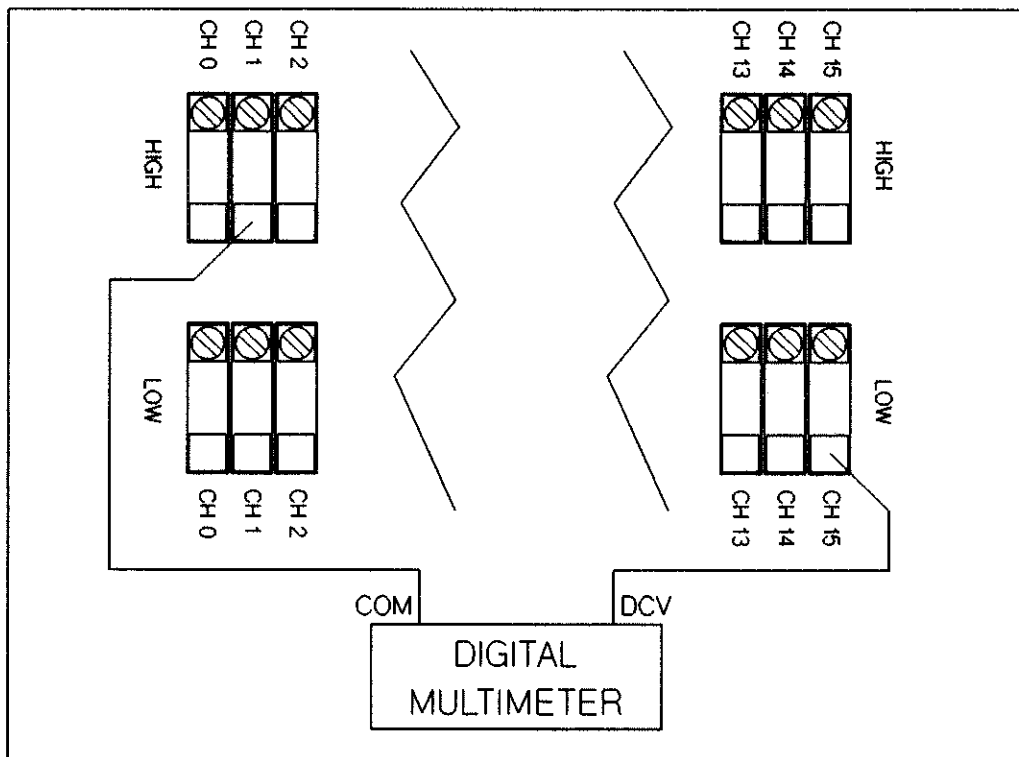 CH 0
CH 1
CH 2
CH 13
CH 14
CH 15
HIGH
HIGH
LOW
LOW
CH 0
CH 1
CH 2
CH 13
CH 14
CH 15
COM
DCV
DIGITAL
MULTIMETER